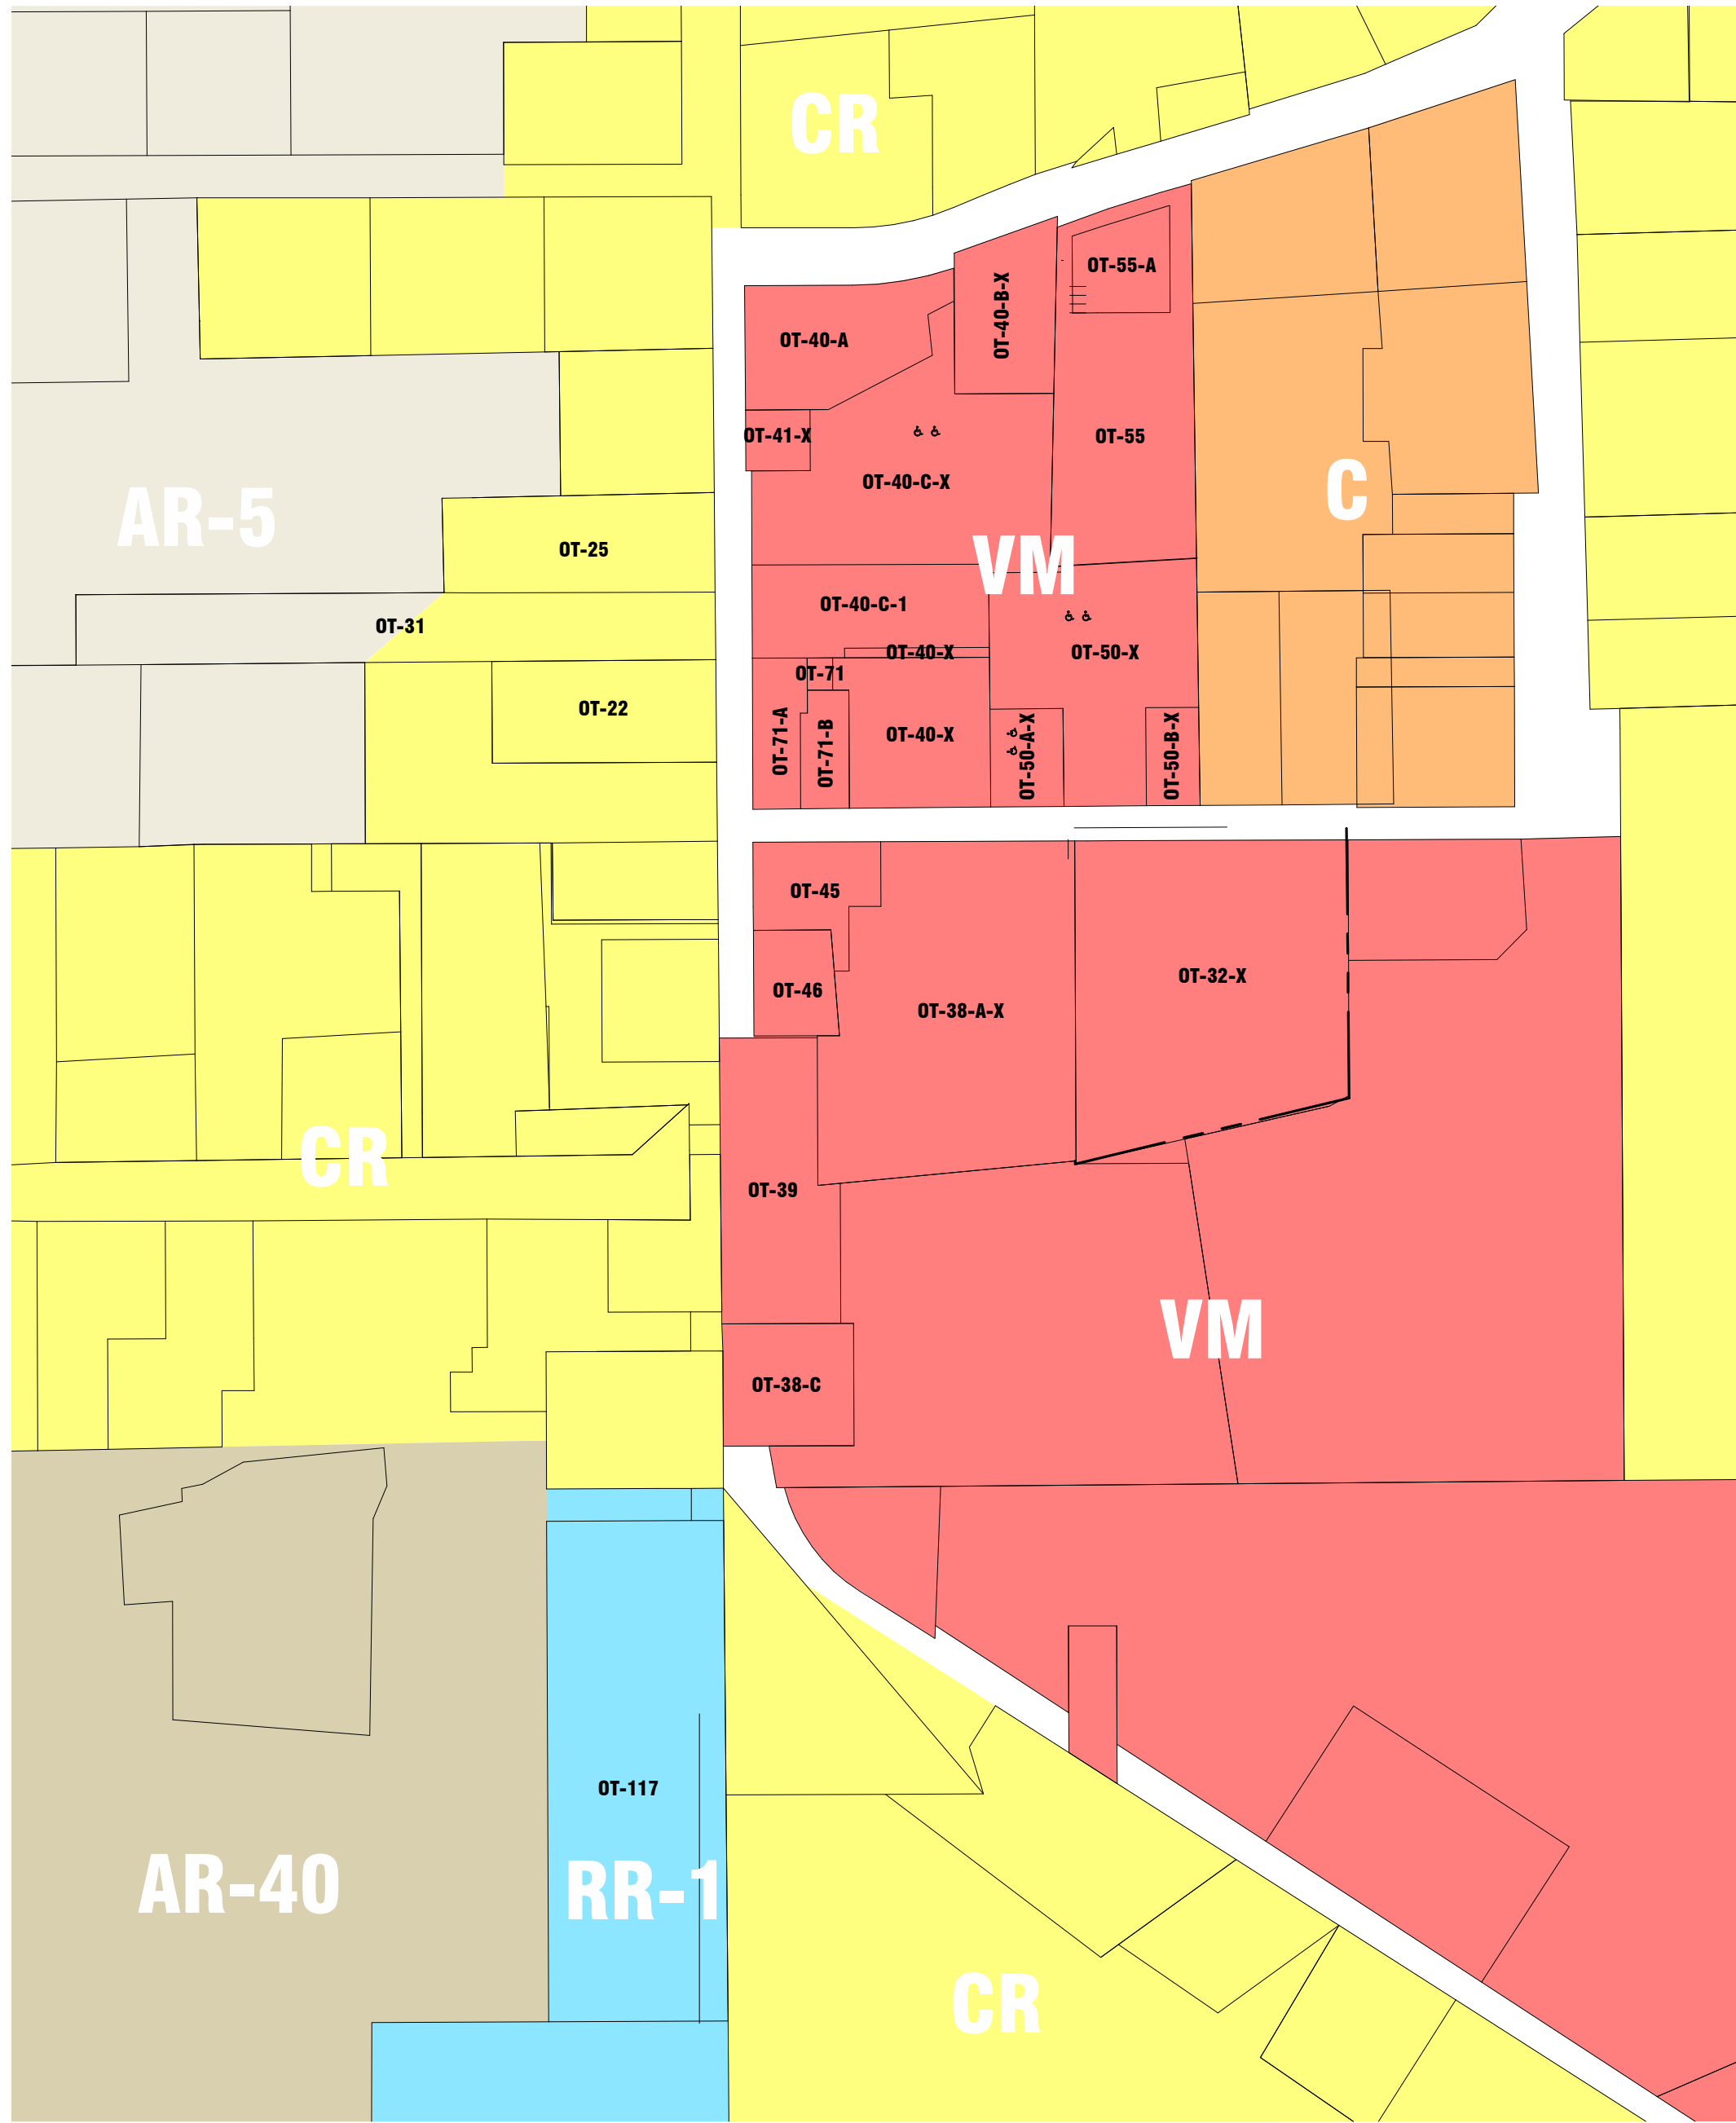 CR
OT-55-A
OT-40-B-X
OT-40-A
OT-41-X
OT-55
OT-40-C-X
C
AR-5
VM
OT-25
OT-40-C-1
OT-31
OT-40-X
OT-50-X
OT-71
OT-22
OT-71-A
OT-71-B
OT-40-X
OT-50-A-X
OT-50-B-X
OT-45
OT-32-X
OT-46
OT-38-A-X
CR
OT-39
VM
OT-38-C
OT-117
AR-40
RR-1
CR